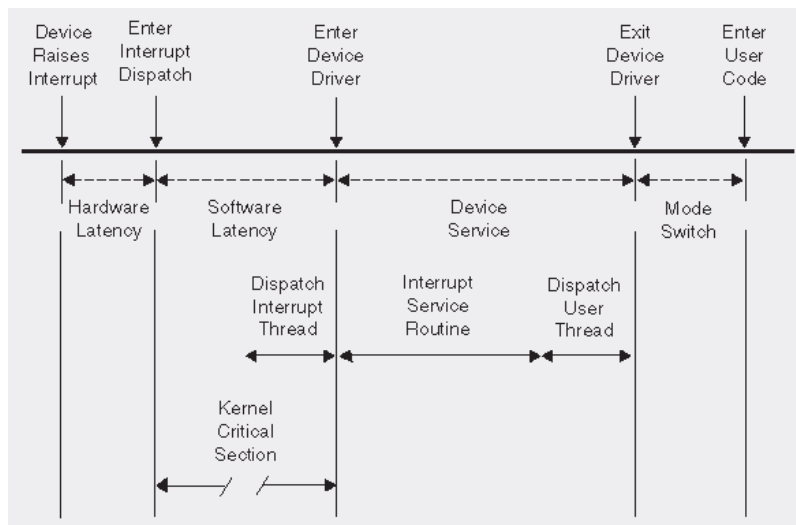 Device
Raises
Interrupt
Enter
Interrupt
Dispatch
Enter
Device
Driver
Exit
Device
Driver
Enter
User
Code
Hardware
Latency
Software
Latency
Device
Service
Mode
Switch
Dispatch
Interrupt
Thread
Interrupt
Service
Routine
Dispatch
User
Thread
Kernel
Critical
Section